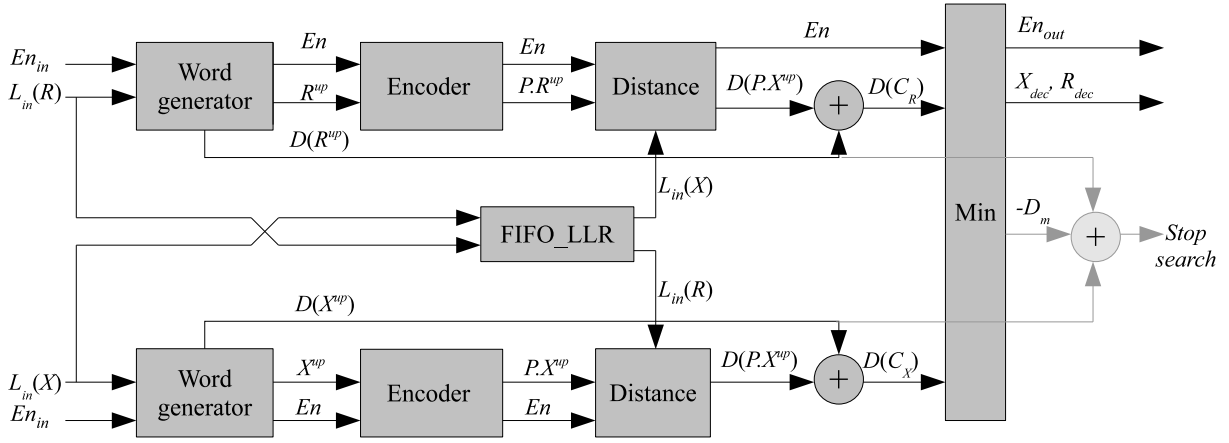 En_in
L_in(R)
Word
generator
En
R^up
Encoder
En
P.R^up
Distance
En
D(P.X^up)
+
D(C_R)
D(R^up)
En_out
X_dec, R_dec
L_in(X)
FIFO_LLR
L_in(R)
Min
-D_m
+
Stop
search
D(X^up)
L_in(X)
En_in
Word
generator
X^up
En
Encoder
P.X^up
En
Distance
D(P.X^up)
+
D(C_X)